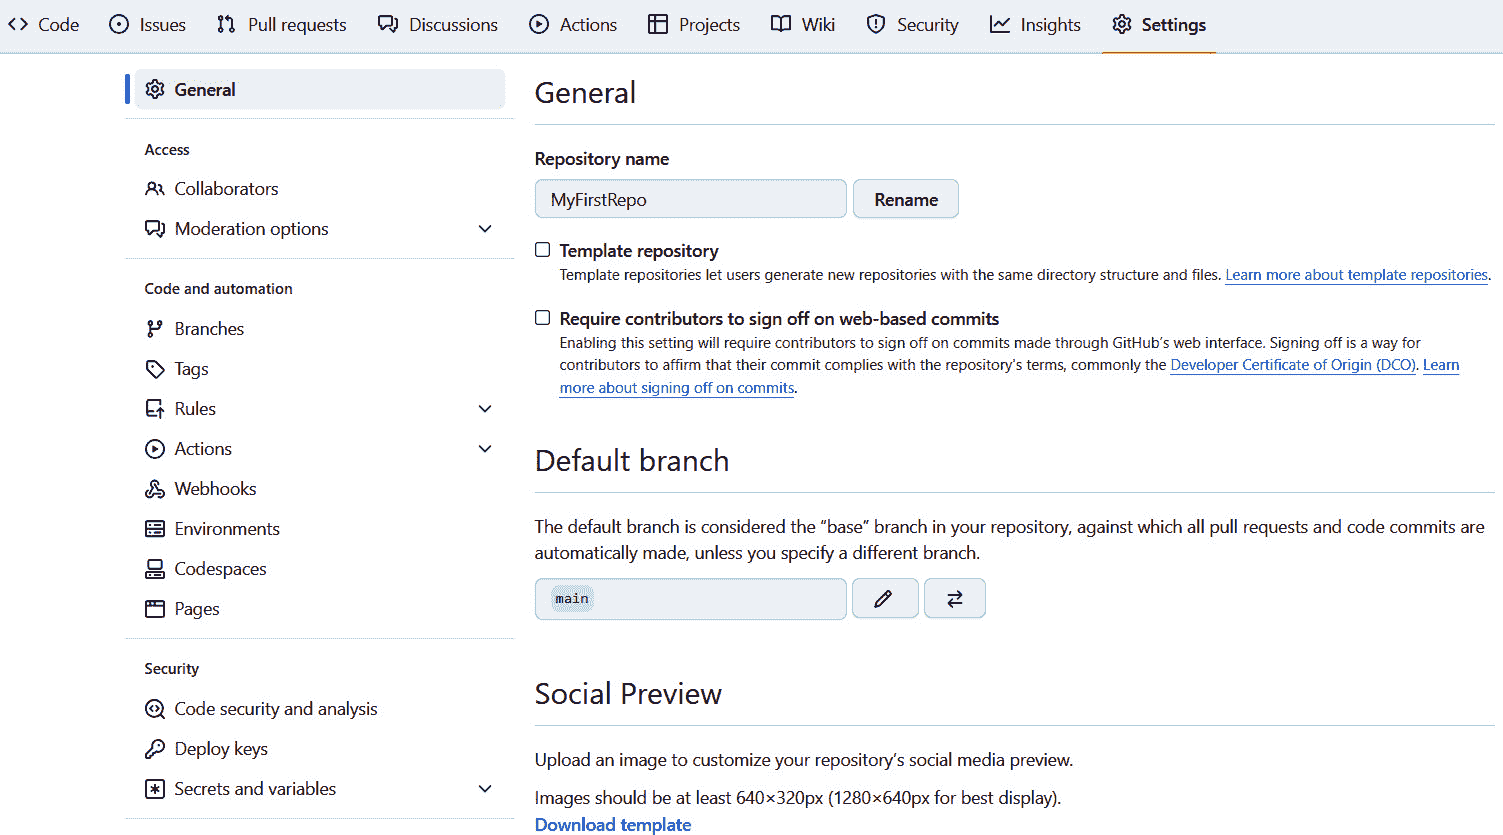 Code Issues Pull requests Discussions Actions Projects Wiki Security Insights Settings
General
Access
Collaborators
Moderation options
Code and automation
Branches
Tags
Rules
Actions
Webhooks
Environments
Codespaces
Pages
Security
Code security and analysis
Deploy keys
Secrets and variables
General
Repository name
MyFirstRepo Rename
Template repository
Template repositories let users generate new repositories with the same directory structure and files. Learn more about template repositories.
Require contributors to sign off on web-based commits
Enabling this setting will require contributors to sign off on commits made through GitHub’s web interface. Signing off is a way for
contributors to affirm that their commit complies with the repository's terms, commonly the Developer Certificate of Origin (DCO). Learn
more about signing off on commits.
Default branch
The default branch is considered the “base” branch in your repository, against which all pull requests and code commits are
automatically made, unless you specify a different branch.
main
Social Preview
Upload an image to customize your repository’s social media preview.
Images should be at least 640×320px (1280×640px for best display).
Download template